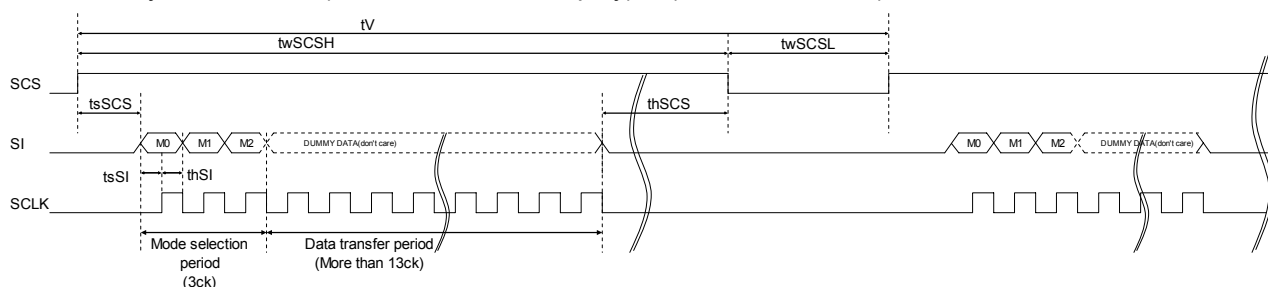 tV
twSCSH twSCSL
SCS
tsSCS thSCS
SI M0 M1 M2 DUMMY DATA(don't care) M0 M1 M2 DUMMY DATA(don't care)
tsSI thSI
SCLK
Mode selection period (3ck)
Data transfer period (More than 13ck)